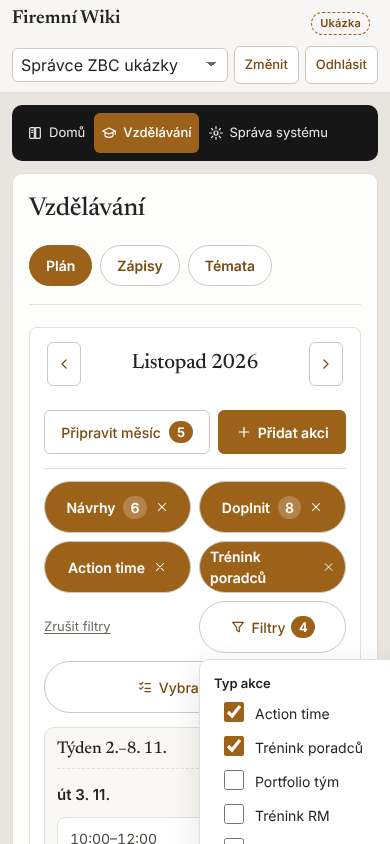 Firemní Wiki
Ukázka
Správce ZBC ukázky
Změnit
Odhlásit
Domů
Vzdělávání
Správa systému
Vzdělávání
Plán
Zápisy
Témata
Listopad 2026
Připravit měsíc 5
Přidat akci
Návrhy 6
Doplnit 8
Action time
Trénink
poradců
Zrušit filtry
Filtry 4
Typ akce
Action time
Trénink poradců
Portfolio tým
Trénink RM
Týden 2.–8. 11.
út 3. 11.
10:00–12:00